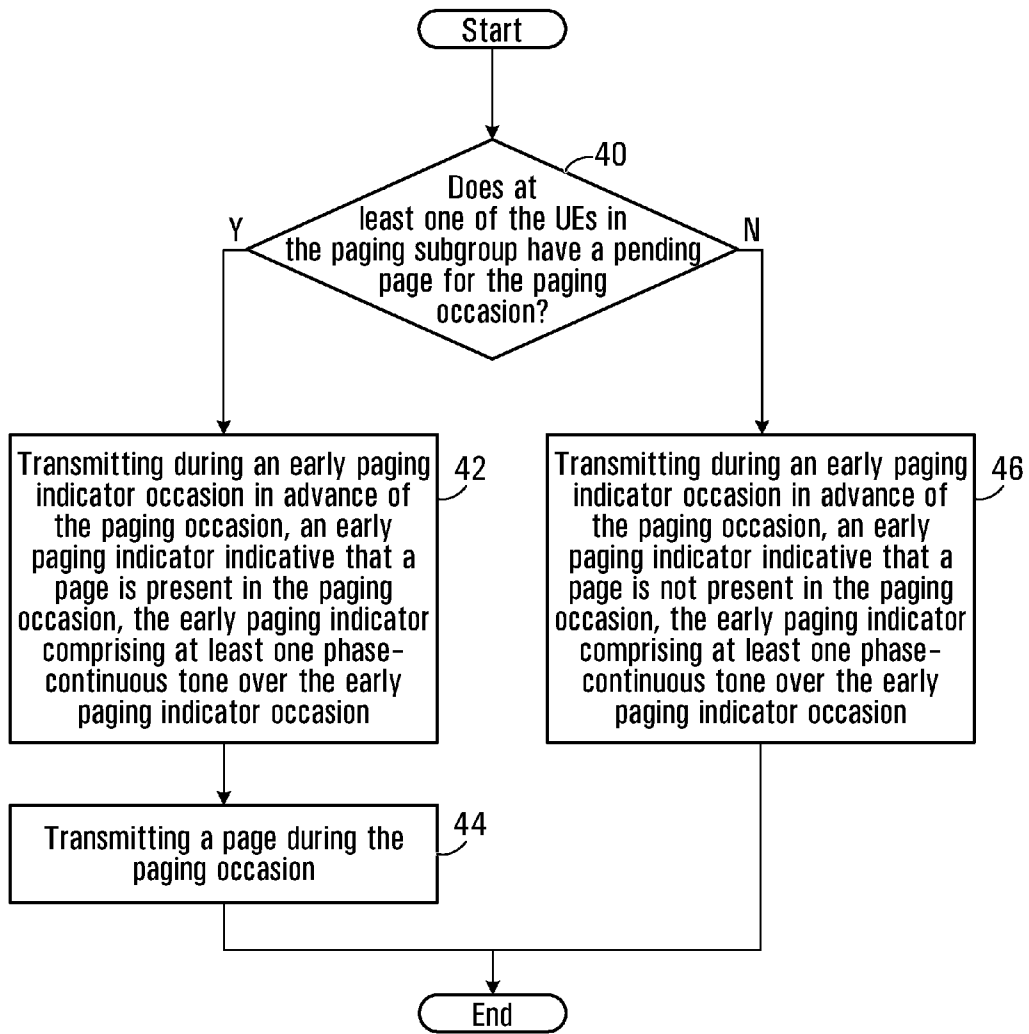 Start
40
Does at
least one of the UEs in
the paging subgroup have a pending
page for the paging
occasion?
Y
N
Transmitting during an early paging
indicator occasion in advance of
the paging occasion, an early
paging indicator indicative that a
page is present in the paging
occasion, the early paging indicator
comprising at least one phase-
continuous tone over the early
paging indicator occasion
42
Transmitting during an early paging
indicator occasion in advance of
the paging occasion, an early
paging indicator indicative that a
page is not present in the paging
occasion, the early paging indicator
comprising at least one phase-
continuous tone over the early
paging indicator occasion
46
Transmitting a page during the
paging occasion
44
End